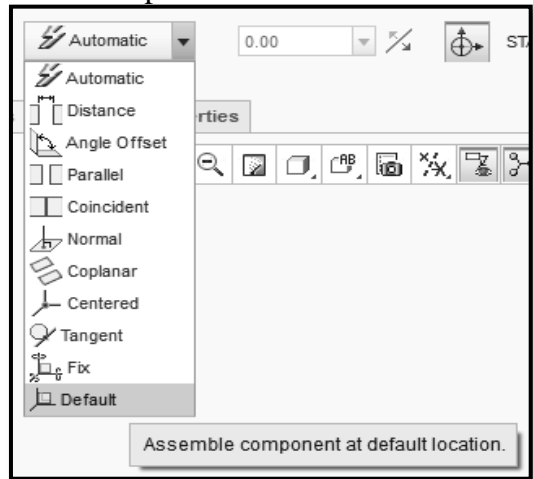 Automatic 0.00 STA
Automatic
Distance
rties
Angle Offset
Parallel
Coincident
Normal
Coplanar
Centered
Tangent
Fix
Default
Assemble component at default location.